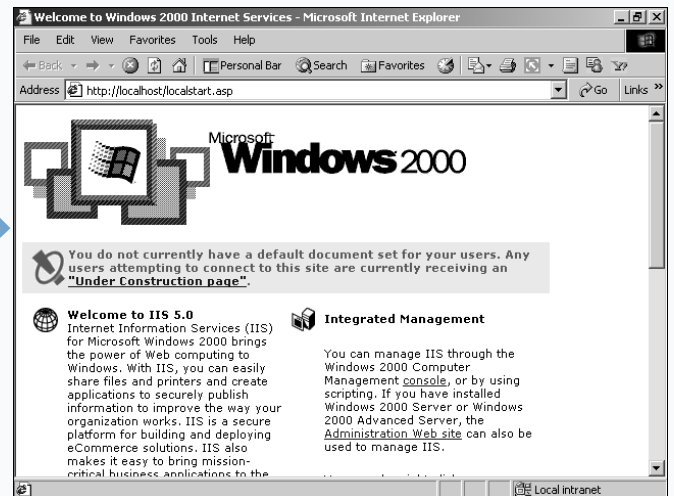 Welcome to Windows 2000 Internet Services - Microsoft Internet Explorer
File Edit View Favorites Tools Help
Back Personal Bar Search Favorites
Address http://localhost/localstart.asp Go Links »
Microsoft
Windows 2000
You do not currently have a default document set for your users. Any
users attempting to connect to this site are currently receiving an
"Under Construction page".
Welcome to IIS 5.0
Internet Information Services (IIS)
for Microsoft Windows 2000 brings
the power of Web computing to
Windows. With IIS, you can easily
share files and printers and create
applications to securely publish
information to improve the way your
organization works. IIS is a secure
platform for building and deploying
eCommerce solutions. IIS also
makes it easy to bring mission-
critical business applications to the
Integrated Management
You can manage IIS through the
Windows 2000 Computer
Management console, or by using
scripting. If you have installed
Windows 2000 Server or Windows
2000 Advanced Server, the
Administration Web site can also be
used to manage IIS.
Local intranet